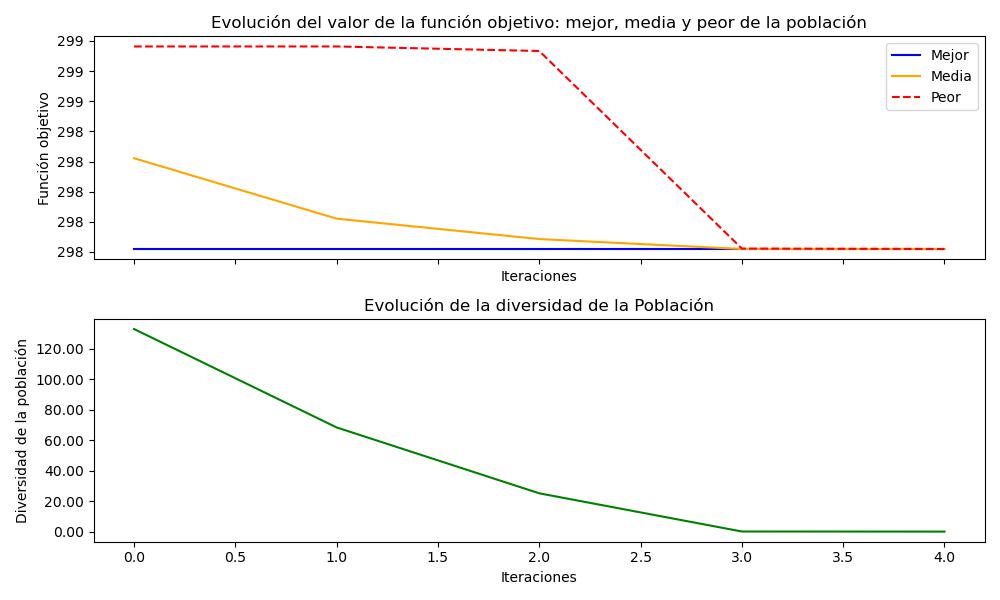 Evolución del valor de la función objetivo: mejor, media y peor de la población
299
299
299
298
298
298
298
298
Función objetivo
Mejor
Media
Peor
Iteraciones
Evolución de la diversidad de la Población
120.00
100.00
80.00
60.00
40.00
20.00
0.00
Diversidad de la población
0.0 0.5 1.0 1.5 2.0 2.5 3.0 3.5 4.0
Iteraciones